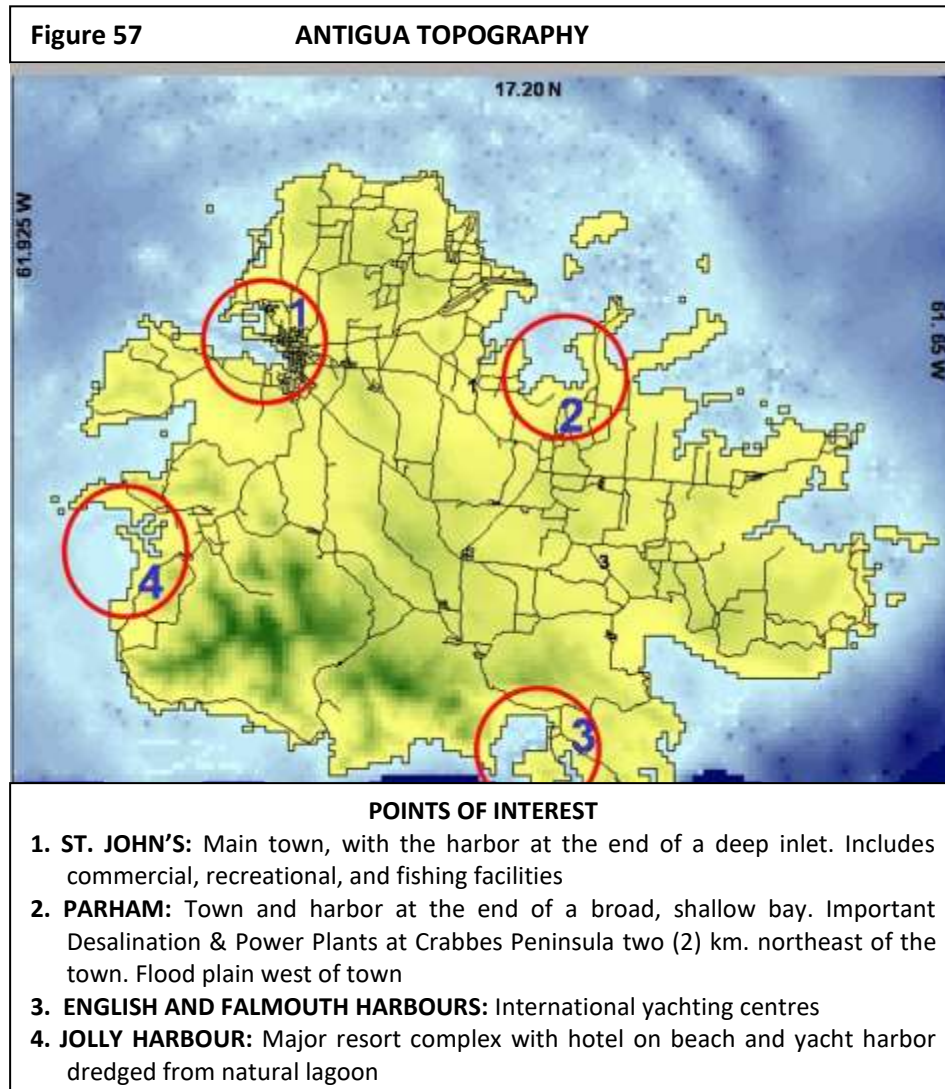 Figure 57 ANTIGUA TOPOGRAPHY
17.20 N
61.925 W
61. 85 W
1
2
3
4
3
POINTS OF INTEREST
1. ST. JOHN’S: Main town, with the harbor at the end of a deep inlet. Includes
commercial, recreational, and fishing facilities
2. PARHAM: Town and harbor at the end of a broad, shallow bay. Important
Desalination & Power Plants at Crabbes Peninsula two (2) km. northeast of the
town. Flood plain west of town
3. ENGLISH AND FALMOUTH HARBOURS: International yachting centres
4. JOLLY HARBOUR: Major resort complex with hotel on beach and yacht harbor
dredged from natural lagoon